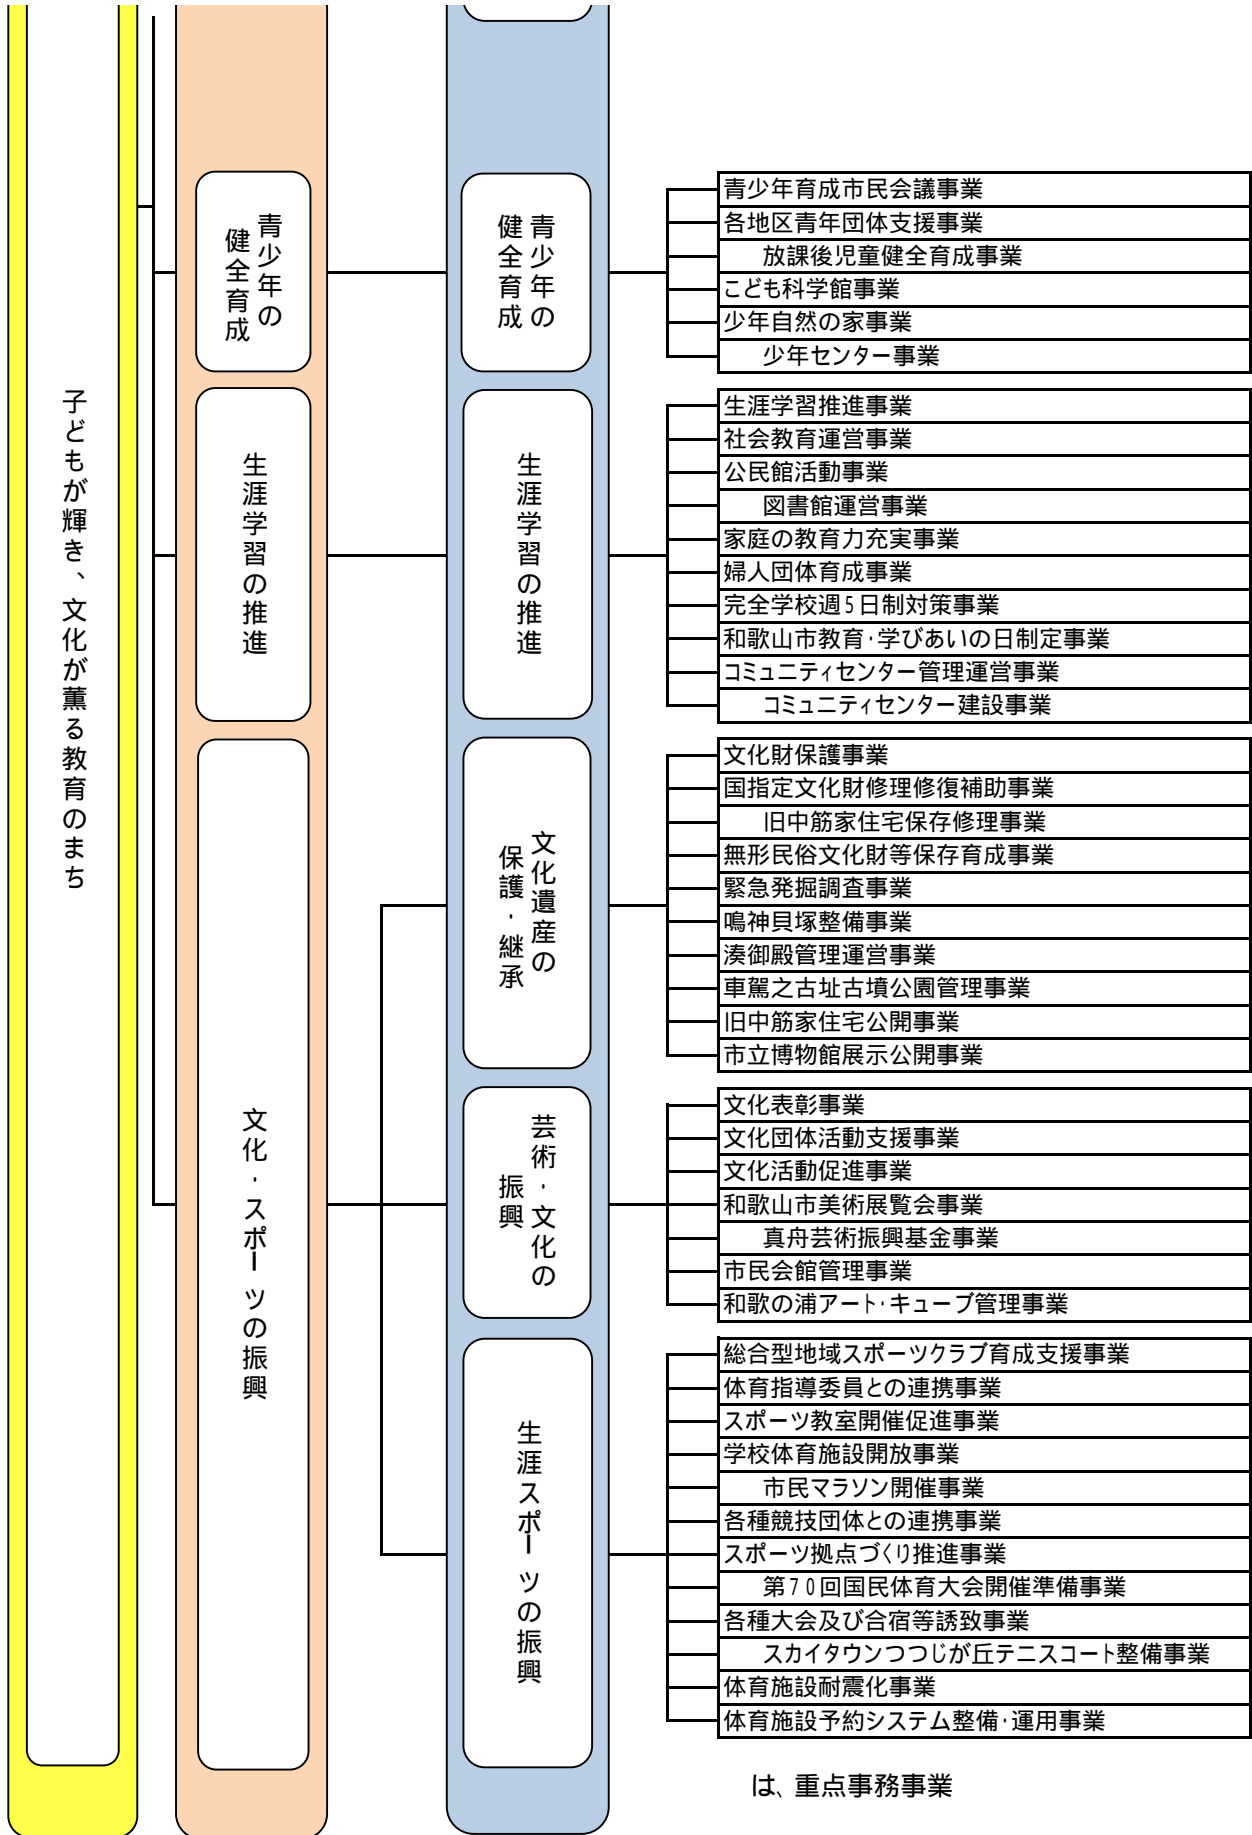 子どもが輝き、文化が薫る教育のまち
青少年の
健全育成
青少年の
健全育成
青少年育成市民会議事業
各地区青年団体支援事業
放課後児童健全育成事業
こども科学館事業
少年自然の家事業
少年センター事業
生涯学習の推進
生涯学習の推進
生涯学習推進事業
社会教育運営事業
公民館活動事業
図書館運営事業
家庭の教育力充実事業
婦人団体育成事業
完全学校週5日制対策事業
和歌山市教育・学びあいの日制定事業
コミュニティセンター管理運営事業
コミュニティセンター建設事業
文化・スポーツの振興
文化遺産の
保護・継承
文化財保護事業
国指定文化財修理修復補助事業
旧中筋家住宅保存修理事業
無形民俗文化財等保存育成事業
緊急発掘調査事業
鳴神貝塚整備事業
湊御殿管理運営事業
車駕之古址古墳公園管理事業
旧中筋家住宅公開事業
市立博物館展示公開事業
芸術・文化の
振興
文化表彰事業
文化団体活動支援事業
文化活動促進事業
和歌山市美術展覧会事業
真舟芸術振興基金事業
市民会館管理事業
和歌の浦アート・キューブ管理事業
生涯スポーツの振興
総合型地域スポーツクラブ育成支援事業
体育指導委員との連携事業
スポーツ教室開催促進事業
学校体育施設開放事業
市民マラソン開催事業
各種競技団体との連携事業
スポーツ拠点づくり推進事業
第70回国民体育大会開催準備事業
各種大会及び合宿等誘致事業
スカイタウンつつじが丘テニスコート整備事業
体育施設耐震化事業
体育施設予約システム整備・運用事業
は、重点事務事業